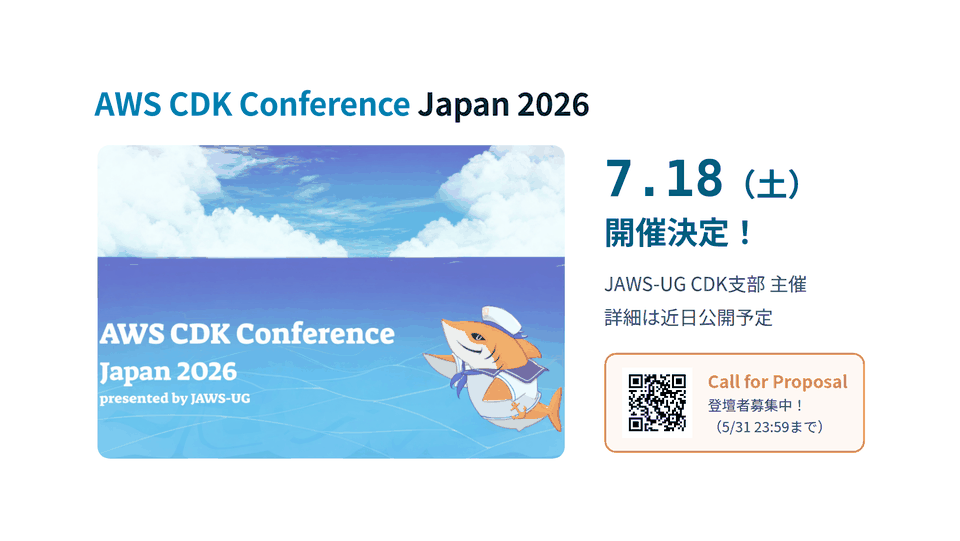 AWS CDK Conference Japan 2026
AWS CDK Conference
Japan 2026
presented by JAWS-UG
7.18（土）
開催決定！
JAWS-UG CDK支部 主催
詳細は近日公開予定
Call for Proposal
登壇者募集中！
（5/31 23:59まで）